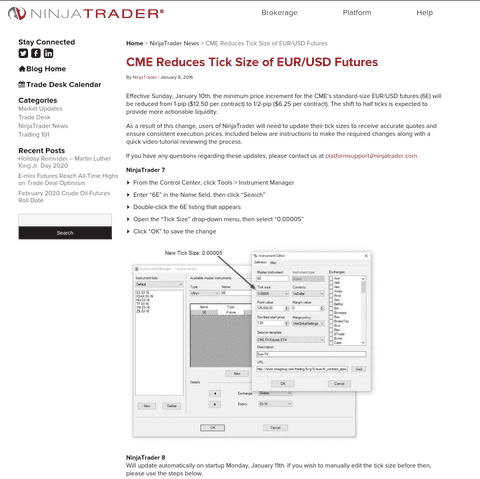 NINJATRADER®
Brokerage
Platform
Help
Stay Connected
Blog Home
Trade Desk Calendar
Categories
Market Updates
Trade Desk
NinjaTrader News
Trading 101
Recent Posts
Holiday Reminder – Martin Luther
King Jr. Day 2020
E-mini Futures Reach All-Time Highs
on Trade Deal Optimism
February 2020 Crude Oil Futures
Roll Date
Search
Home > NinjaTrader News > CME Reduces Tick Size of EUR/USD Futures
CME Reduces Tick Size of EUR/USD Futures
By NinjaTrader | January 8, 2016
Effective Sunday, January 10th, the minimum price increment for the CME's standard-size EUR/USD futures (6E) will
be reduced from 1-pip ($12.50 per contract) to 1/2-pip ($6.25 per contract). The shift to half ticks is expected to
provide more actionable liquidity.
As a result of this change, users of NinjaTrader will need to update their tick sizes to receive accurate quotes and
ensure consistent execution prices. Included below are instructions to make the required changes along with a
quick video tutorial reviewing the process.
If you have any questions regarding these updates, please contact us at platformsupport@ninjatrader.com.
NinjaTrader 7
From the Control Center, click Tools > Instrument Manager
Enter "6E" in the Name field, then click "Search"
Double-click the 6E listing that appears
Open the "Tick Size" drop-down menu, then select "0.00005"
Click "OK" to save the change
New Tick Size: 0.00005
Instrument Editor
Definition
Misc
Master instrument
Instrument type
Exchanges
6E
Future
Tick size
Currency
0.00005
UsDollar
Point value
Margin value
Sim feed start price
Margin policy
Session template
CME FX Futures ETH
Description
Euro FX
URL
OK
Cancel
Instrument lists
Default
Available master instruments
Type
Name
Name
Type
6E
Future
New
Details
Exchange
Default
Expiry
03-16
New
Delete
OK
Cancel
NinjaTrader 8
Will update automatically on startup Monday, January 11th. If you wish to manually edit the tick size before then,
please use the steps below.